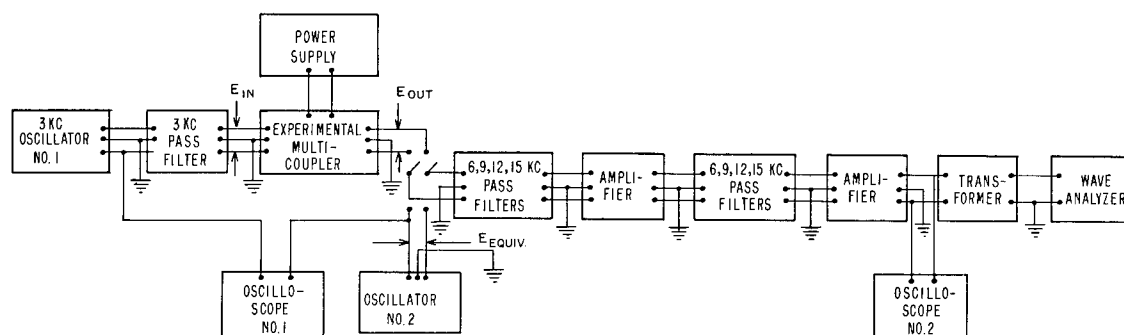 POWER
SUPPLY
E IN
E OUT
3 KC
OSCILLATOR
NO. 1
3 KC
PASS
FILTER
EXPERIMENTAL
MULTI-
COUPLER
6,9,12,15 KC
PASS
FILTERS
AMPLI-
FIER
6,9,12,15 KC
PASS
FILTERS
AMPLI-
FIER
TRANS-
FORMER
WAVE
ANALYZER
E EQUIV.
OSCILLO-
SCOPE
NO. 1
OSCILLATOR
NO. 2
OSCILLO-
SCOPE
NO. 2